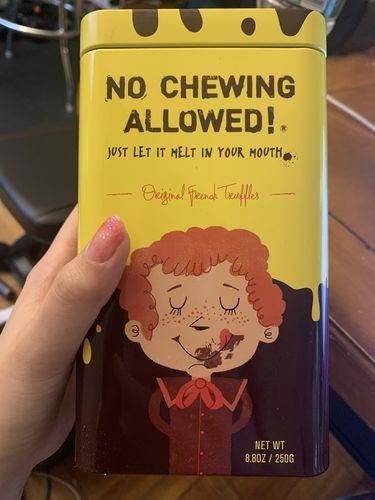 NO CHEWING
ALLOWED!®
JUST LET IT MELT IN YOUR MOUTH
Original French Truffles
NET WT
8.8OZ / 250G